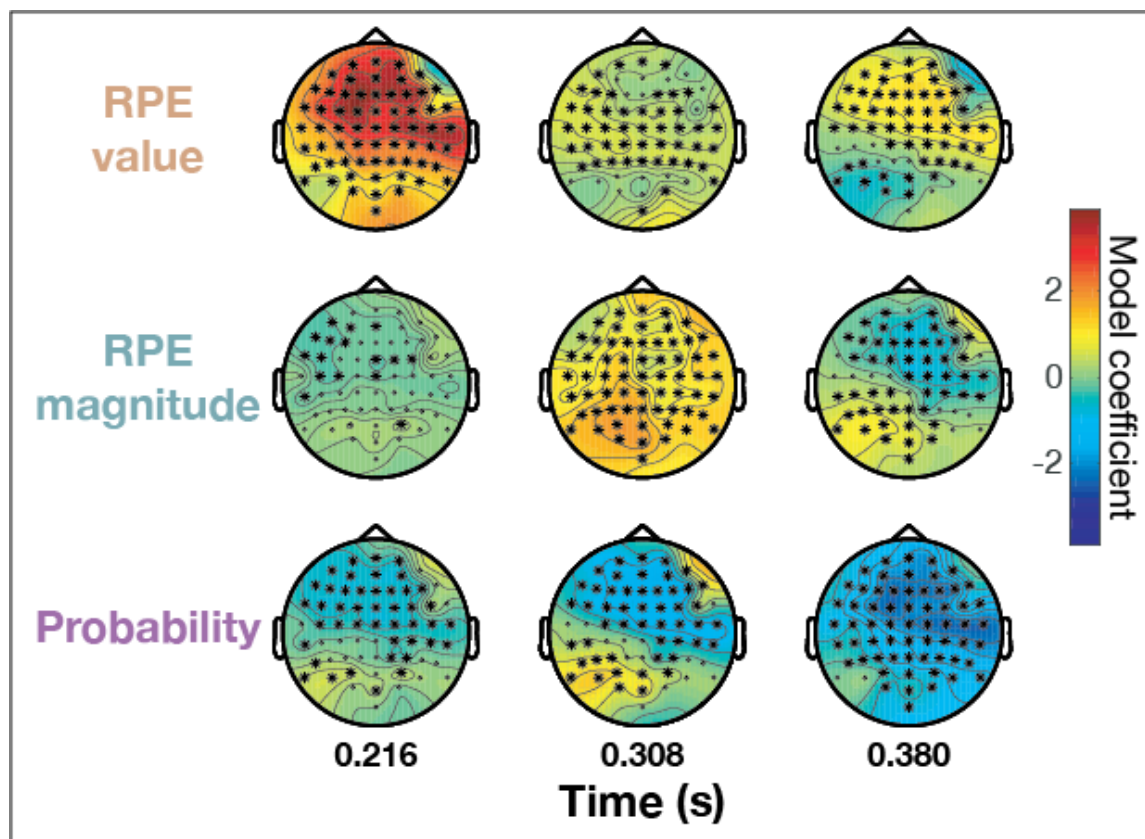 RPE
value
RPE
magnitude
Probability
0.216
0.308
0.380
Time (s)
2
0
-2
Model coefficient